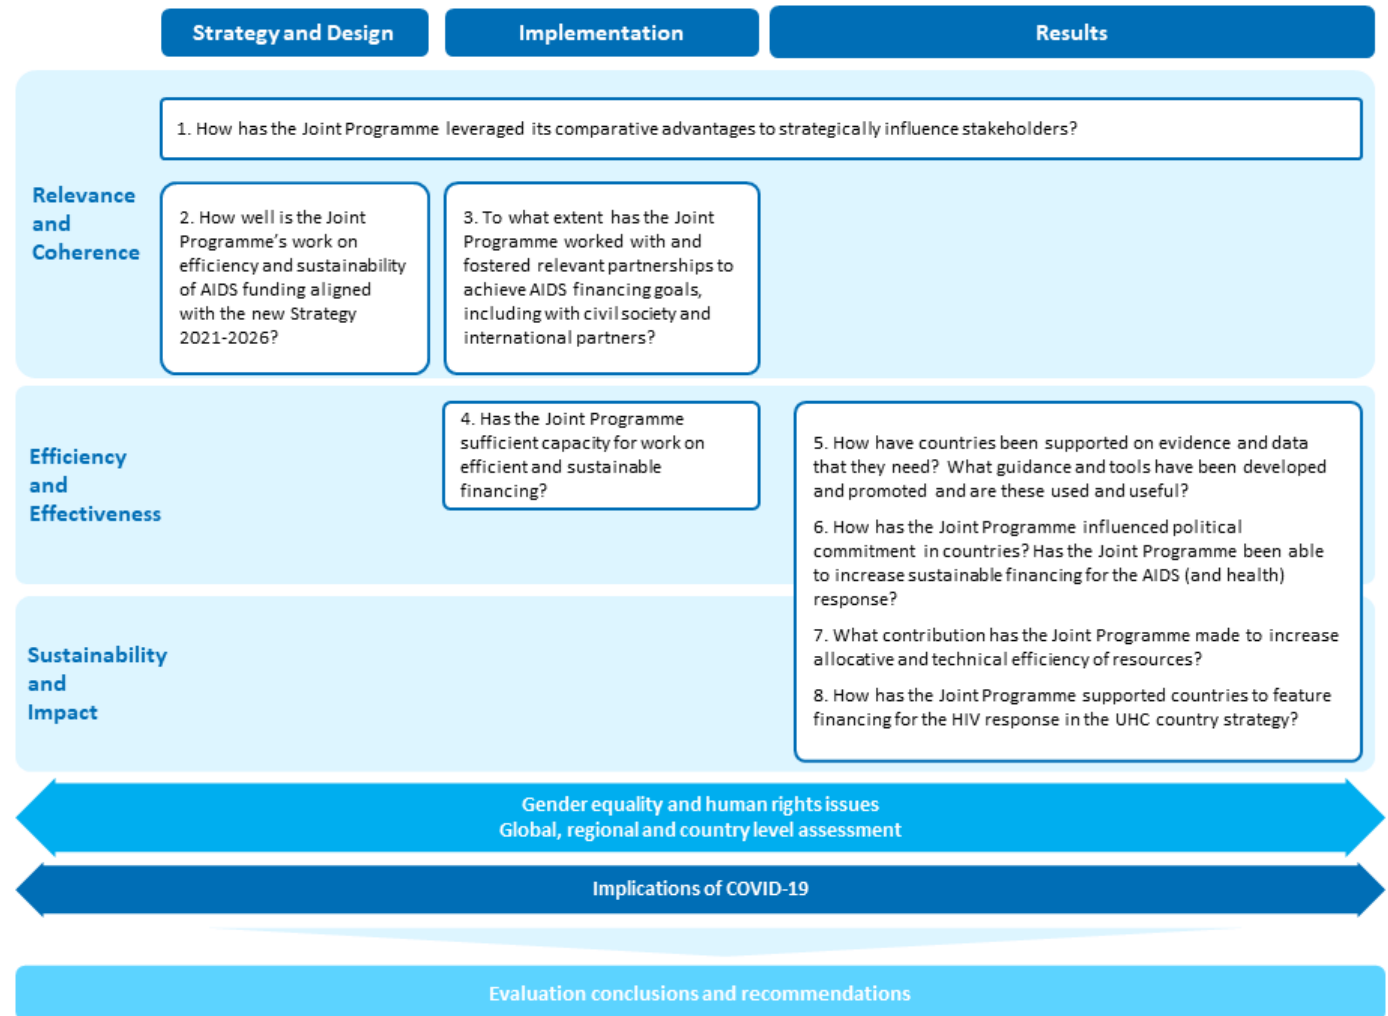 Strategy and Design
Implementation
Results
Relevance
and
Coherence
1. How has the Joint Programme leveraged its comparative advantages to strategically influence stakeholders?
2. How well is the Joint
Programme's work on
efficiency and sustainability
of AIDS funding aligned
with the new Strategy
2021-2026?
3. To what extent has the Joint
Programme worked with and
fostered relevant partnerships to
achieve AIDS financing goals,
including with civil society and
international partners?
Efficiency
and
Effectiveness
4. Has the Joint Programme
sufficient capacity for work on
efficient and sustainable
financing?
5. How have countries been supported on evidence and data
that they need? What guidance and tools have been developed
and promoted and are these used and useful?
6. How has the Joint Programme influenced political
commitment in countries? Has the Joint Programme been able
to increase sustainable financing for the AIDS (and health)
response?
7. What contribution has the Joint Programme made to increase
allocative and technical efficiency of resources?
8. How has the Joint Programme supported countries to feature
financing for the HIV response in the UHC country strategy?
Sustainability
and
Impact
Gender equality and human rights issues
Global, regional and country level assessment
Implications of COVID-19
Evaluation conclusions and recommendations